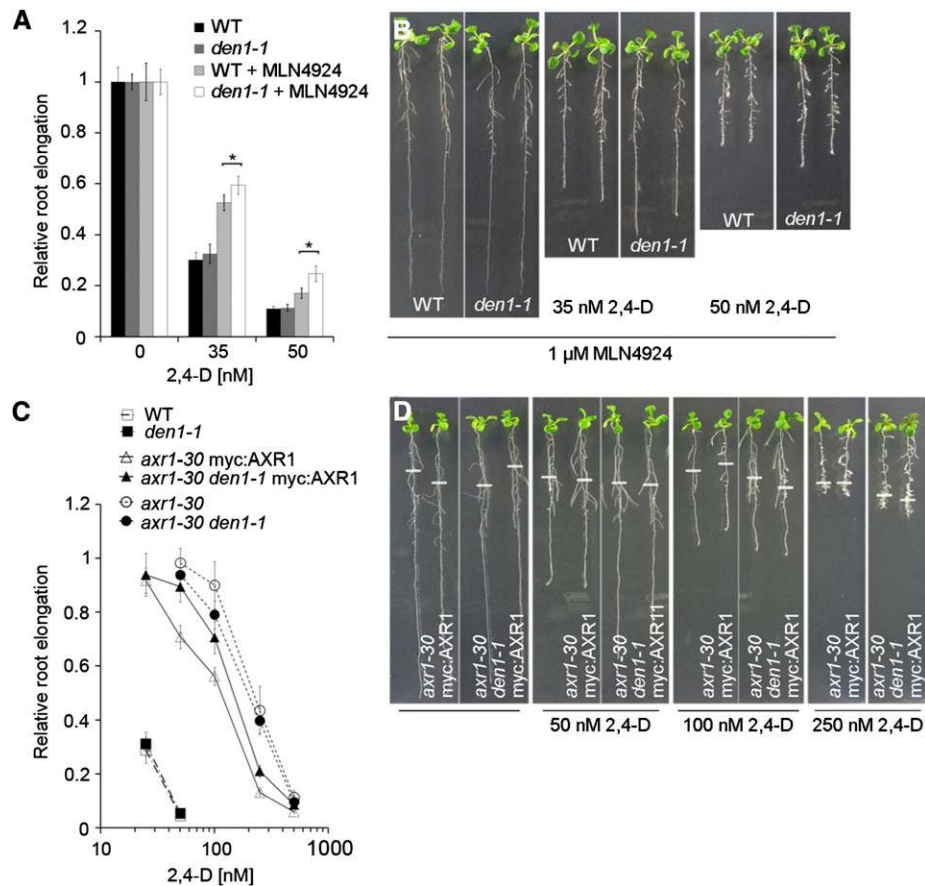 A
Relative root elongation
1.2
1
0.8
0.6
0.4
0.2
0
WT
den1-1
WT + MLN4924
den1-1 + MLN4924
*
*
0 35 50
2,4-D [nM]
B
WT
den1-1
WT
den1-1
WT
den1-1
35 nM 2,4-D
50 nM 2,4-D
1 µM MLN4924
C
WT
den1-1
axr1-30 myc:AXR1
axr1-30 den1-1 myc:AXR1
axr1-30
axr1-30 den1-1
Relative root elongation
1
0.8
0.6
0.4
0.2
0
10 100 1000
2,4-D [nM]
D
axr1-30
myc:AXR1
axr1-30
den1-1
myc:AXR1
axr1-30
myc:AXR1
axr1-30
den1-1
myc:AXR11
axr1-30
myc:AXR1
axr1-30
den1-1
myc:AXR1
axr1-30
myc:AXR1
axr1-30
den1-1
myc:AXR1
50 nM 2,4-D
100 nM 2,4-D
250 nM 2,4-D